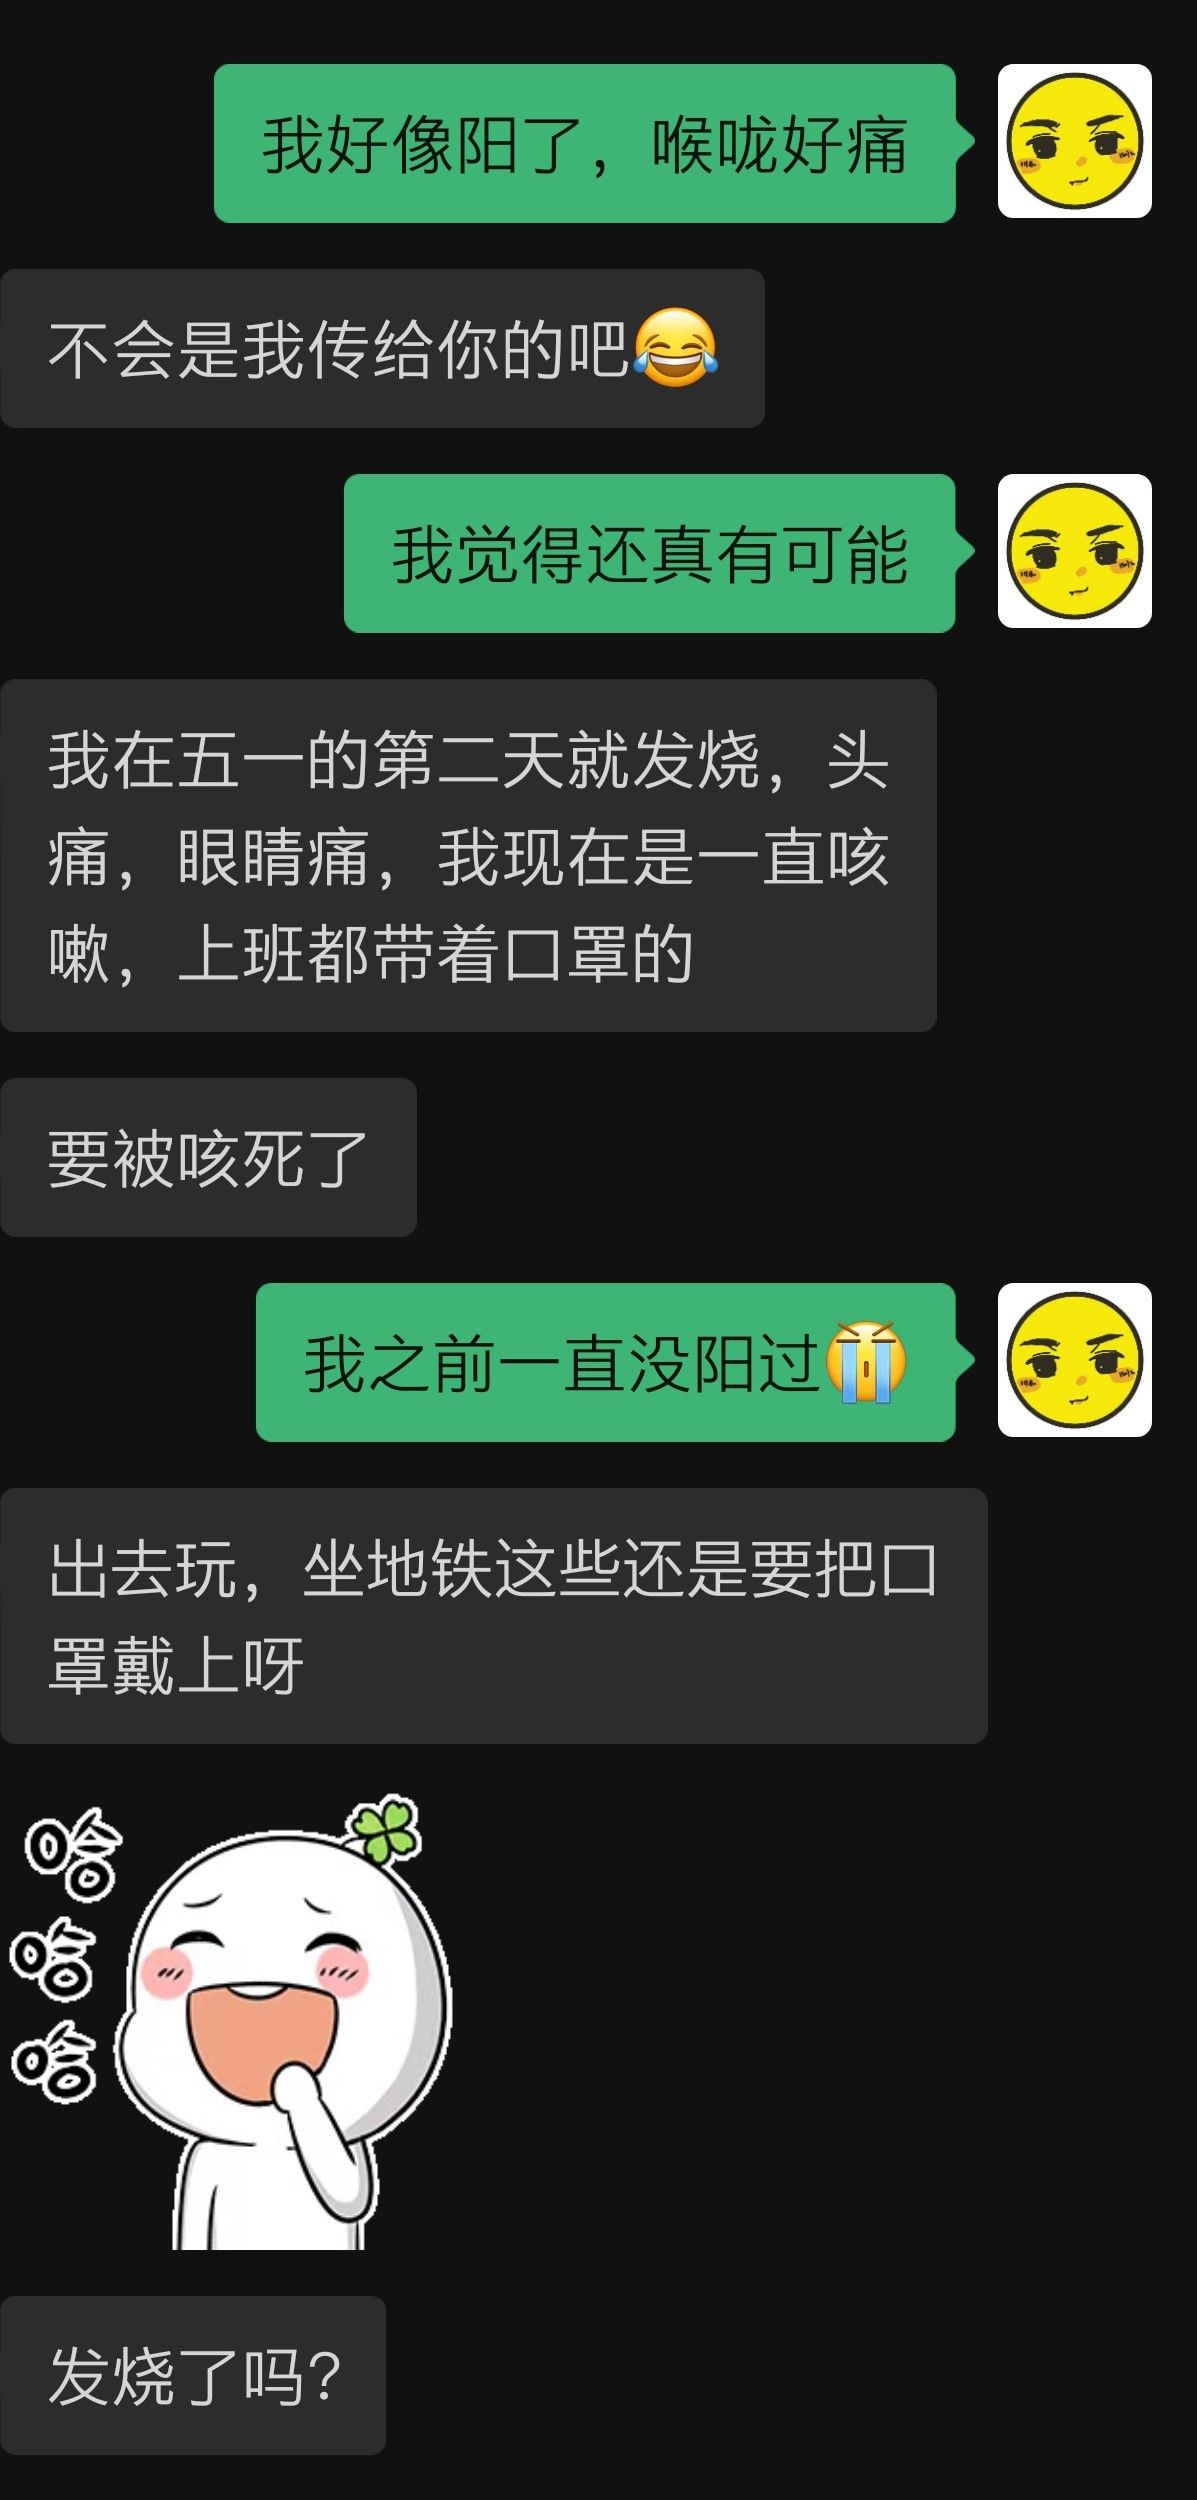 我好像阳了，喉咙好痛
不会是我传给你的吧😂
我觉得还真有可能
我在五一的第二天就发烧，头
痛，眼睛痛，我现在是一直咳
嗽，上班都带着口罩的
要被咳死了
我之前一直没阳过😭
出去玩，坐地铁这些还是要把口
罩戴上呀
哈
哈
哈
发烧了吗？